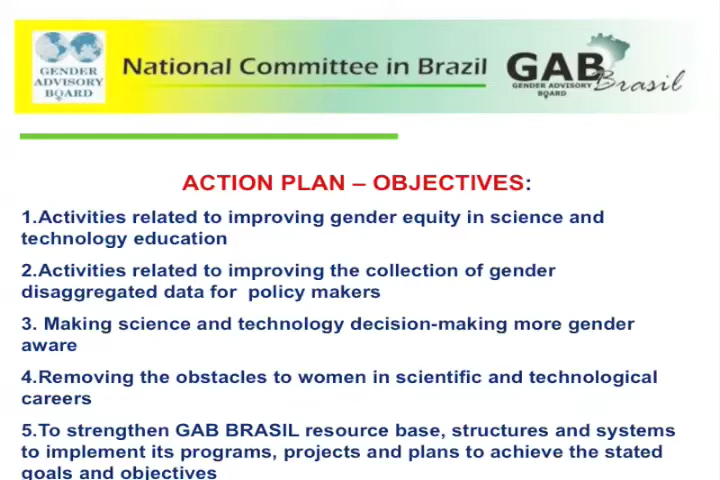 GENDER
ADVISORY
BOARD
National Committee in Brazil
GAB
GENDER ADVISORY
BOARD
Brasil
ACTION PLAN – OBJECTIVES:
1.Activities related to improving gender equity in science and
technology education
2.Activities related to improving the collection of gender
disaggregated data for  policy makers
3. Making science and technology decision-making more gender
aware
4.Removing the obstacles to women in scientific and technological
careers
5.To strengthen GAB BRASIL resource base, structures and systems
to implement its programs, projects and plans to achieve the stated
goals and objectives